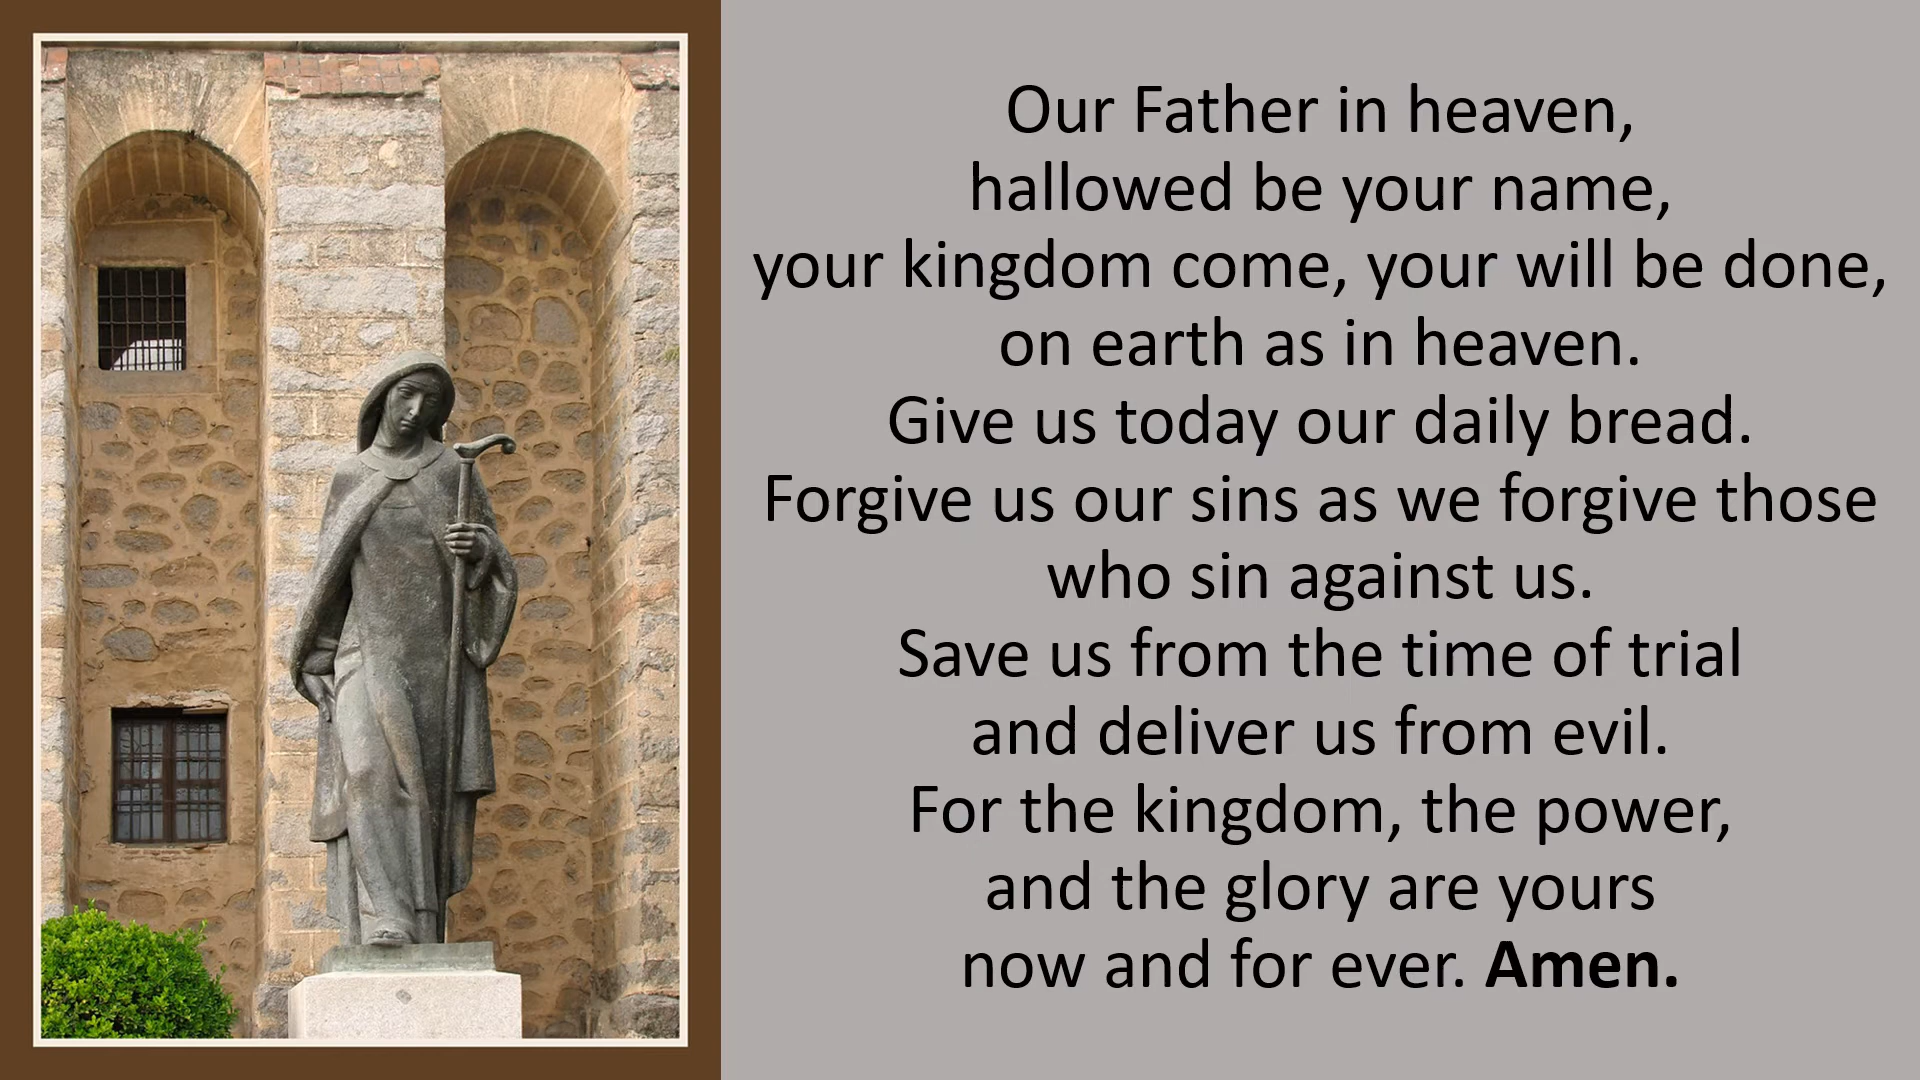 Our Father in heaven,
hallowed be your name,
your kingdom come, your will be done,
on earth as in heaven.
Give us today our daily bread.
Forgive us our sins as we forgive those
who sin against us.
Save us from the time of trial
and deliver us from evil.
For the kingdom, the power,
and the glory are yours
now and for ever. Amen.